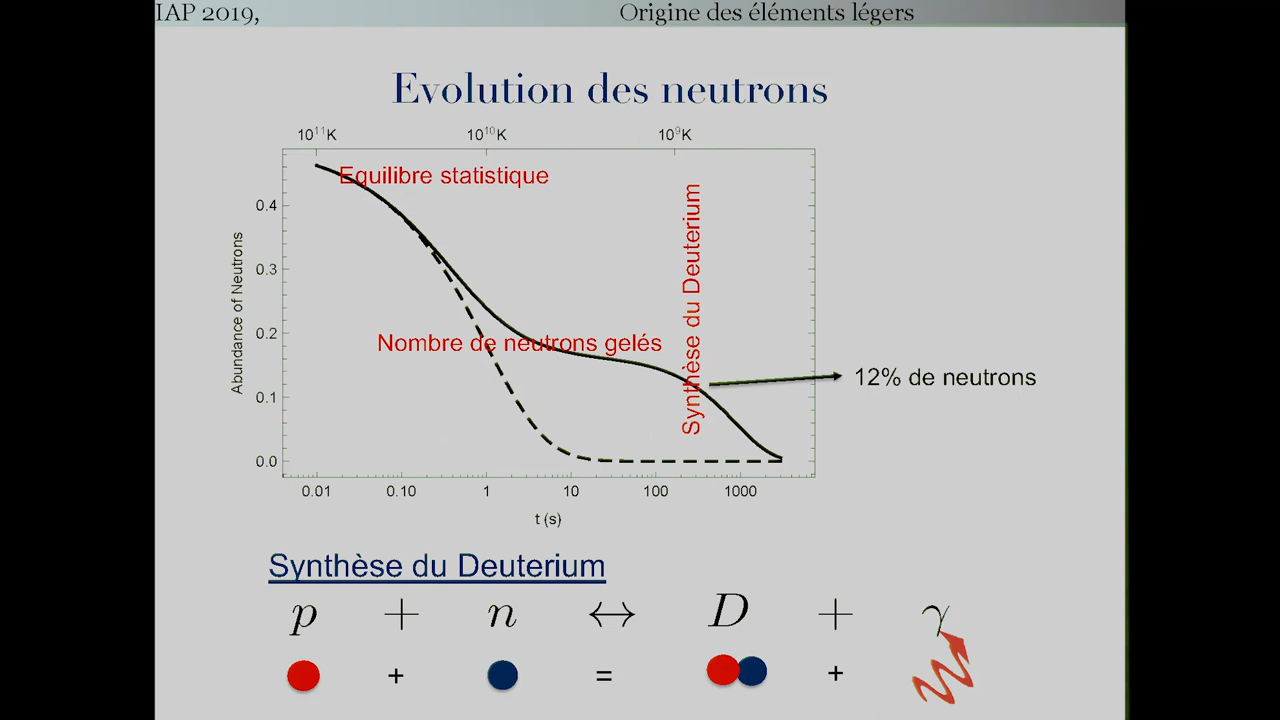 IAP 2019, Origine des éléments légers
Evolution des neutrons
10¹¹K 10¹⁰K 10⁹K
Equilibre statistique
0.4
0.3
0.2
0.1
0.0
Abundance of Neutrons
Synthèse du Deuterium
Nombre de neutrons gelés
12% de neutrons
0.01 0.10 1 10 100 1000
t (s)
Synthèse du Deuterium
p + n ↔ D + γ
+ = +